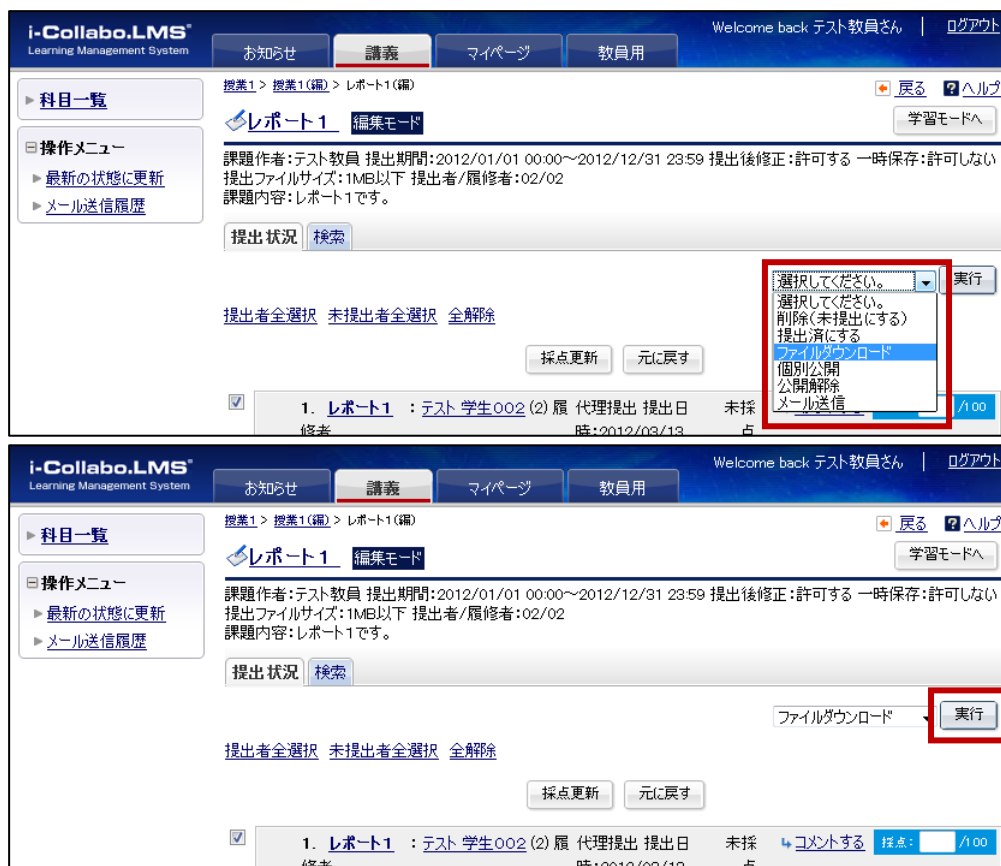 i-Collabo.LMS
Learning Management System
Welcome back テスト教員さん | ログアウト
お知らせ 講義 マイページ 教員用
科目一覧
操作メニュー
最新の状態に更新
メール送信履歴
授業1 > 授業1(編) > レポート1(編)
戻る ヘルプ
レポート1 編集モード
学習モードへ
課題作者:テスト教員 提出期間:2012/01/01 00:00~2012/12/31 23:59 提出後修正:許可する 一時保存:許可しない
提出ファイルサイズ:1MB以下 提出者/履修者:02/02
課題内容:レポート1です。
提出状況 検索
選択してください。 実行
選択してください。
削除(未提出にする)
提出済にする
ファイルダウンロード
個別公開
公開解除
メール送信
提出者全選択 未提出者全選択 全解除
採点更新 元に戻す
1. レポート1 :テスト 学生002 (2) 履 代理提出 提出日 未採 /100
修者 時:2012/03/13 点
i-Collabo.LMS
Learning Management System
Welcome back テスト教員さん | ログアウト
お知らせ 講義 マイページ 教員用
科目一覧
操作メニュー
最新の状態に更新
メール送信履歴
授業1 > 授業1(編) > レポート1(編)
戻る ヘルプ
レポート1 編集モード
学習モードへ
課題作者:テスト教員 提出期間:2012/01/01 00:00~2012/12/31 23:59 提出後修正:許可する 一時保存:許可しない
提出ファイルサイズ:1MB以下 提出者/履修者:02/02
課題内容:レポート1です。
提出状況 検索
ファイルダウンロード 実行
提出者全選択 未提出者全選択 全解除
採点更新 元に戻す
1. レポート1 :テスト 学生002 (2) 履 代理提出 提出日 未採 コメントする 採点: /100